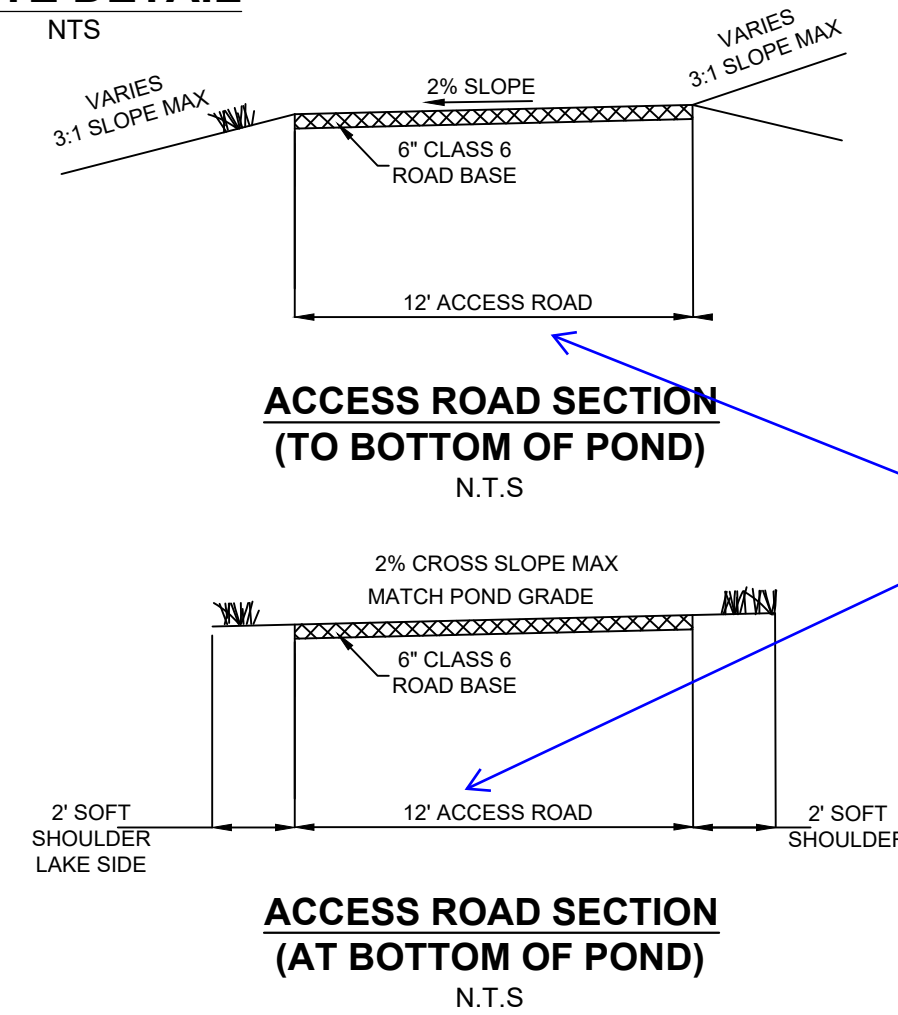 DETAIL
NTS
VARIES
3:1 SLOPE MAX
2% SLOPE
VARIES
3:1 SLOPE MAX
6" CLASS 6
ROAD BASE
12' ACCESS ROAD
ACCESS ROAD SECTION
(TO BOTTOM OF POND)
N.T.S
2% CROSS SLOPE MAX
MATCH POND GRADE
6" CLASS 6
ROAD BASE
2' SOFT
SHOULDER
LAKE SIDE
12' ACCESS ROAD
2' SOFT
SHOULDER
ACCESS ROAD SECTION
(AT BOTTOM OF POND)
N.T.S